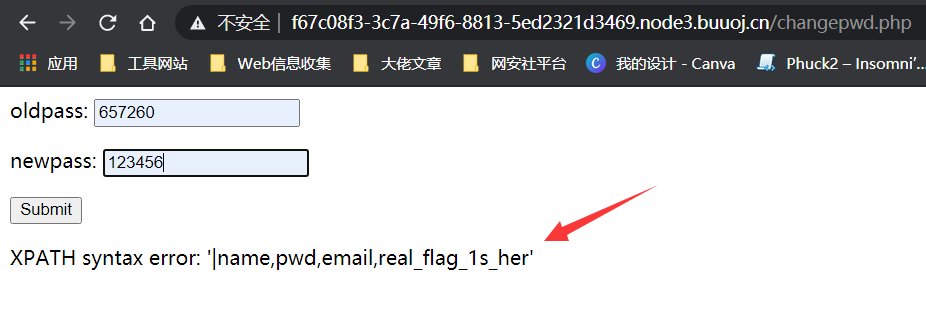 不安全 | f67c08f3-3c7a-49f6-8813-5ed2321d3469.node3.buuoj.cn/changepwd.php
应用 工具网站 Web信息收集 大佬文章 网安社平台 C 我的设计 - Canva Phuck2 – Insomni'...
oldpass: 657260
newpass: 123456
Submit
XPATH syntax error: '|name,pwd,email,real_flag_1s_her'